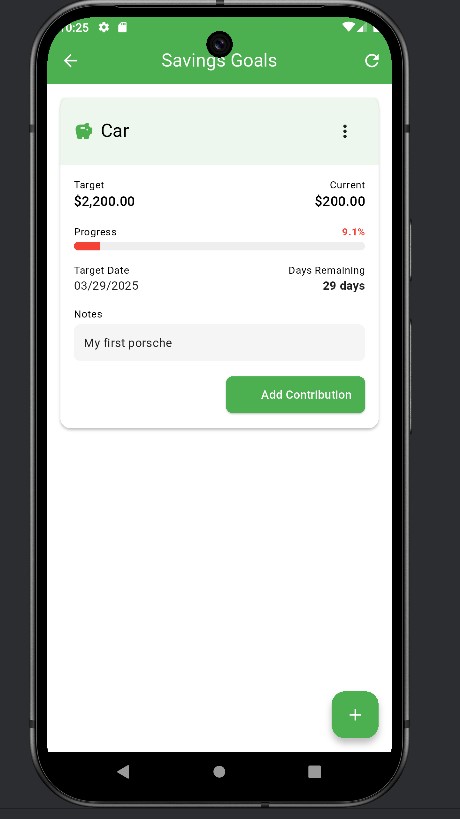 0:25
Savings Goals
Car
Target
Current
$2,200.00
$200.00
Progress
9.1%
Target Date
Days Remaining
03/29/2025
29 days
Notes
My first porsche
Add Contribution